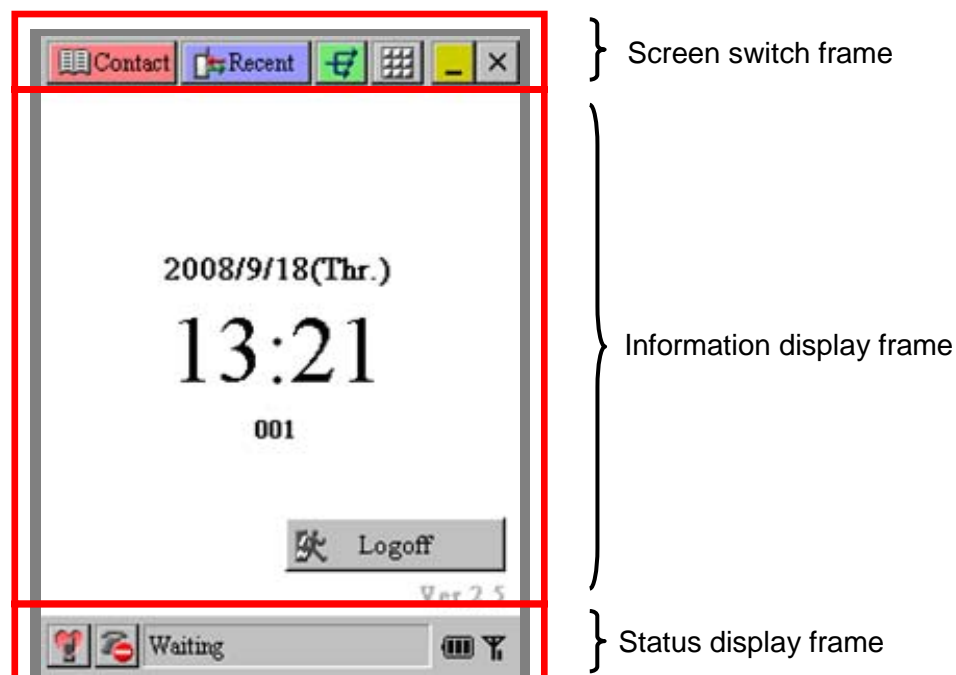 Contact Recent _ ×
Screen switch frame
2008/9/18(Thr.)
13:21
Information display frame
001
Logoff
Ver 2.5
Waiting
Status display frame